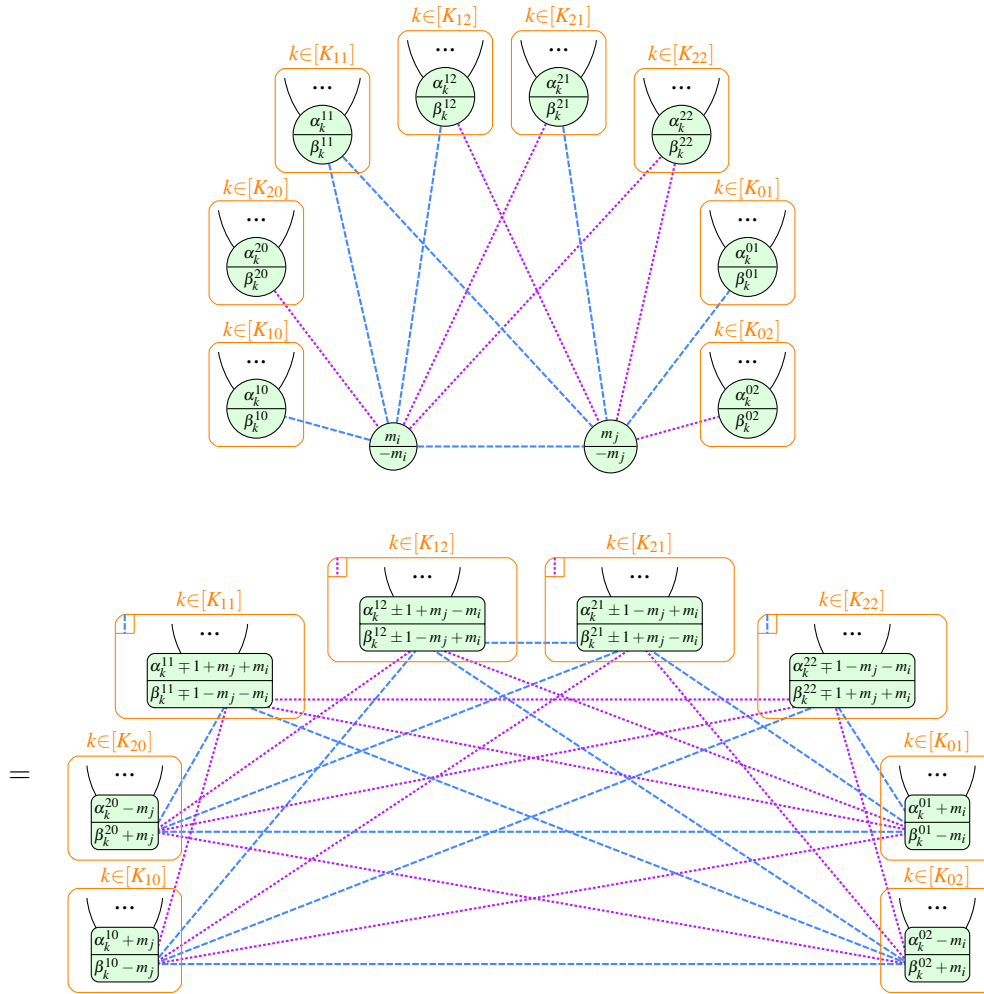 k∈[K₁₂] k∈[K₂₁]
k∈[K₁₁] ... ... k∈[K₂₂]
... α_k^{12} α_k^{21} ...
β_k^{12} β_k^{21}
α_k^{11} α_k^{22}
β_k^{11} β_k^{22}
k∈[K₂₀] k∈[K₀₁]
... ...
α_k^{20} α_k^{01}
β_k^{20} β_k^{01}
k∈[K₁₀] k∈[K₀₂]
... ...
α_k^{10} α_k^{02}
β_k^{10} β_k^{02}
m_i m_j
−m_i −m_j
k∈[K₁₂] k∈[K₂₁]
... ...
k∈[K₁₁] α_k^{12} ± 1 + m_j − m_i α_k^{21} ± 1 − m_j + m_i k∈[K₂₂]
... β_k^{12} ± 1 − m_j + m_i β_k^{21} ± 1 + m_j − m_i ...
α_k^{11} ∓ 1 + m_j + m_i α_k^{22} ∓ 1 − m_j − m_i
β_k^{11} ∓ 1 − m_j − m_i β_k^{22} ∓ 1 + m_j + m_i
k∈[K₂₀] k∈[K₀₁]
= ... ...
α_k^{20} − m_j α_k^{01} + m_i
β_k^{20} + m_j β_k^{01} − m_i
k∈[K₁₀] k∈[K₀₂]
... ...
α_k^{10} + m_j α_k^{02} − m_i
β_k^{10} − m_j β_k^{02} + m_i